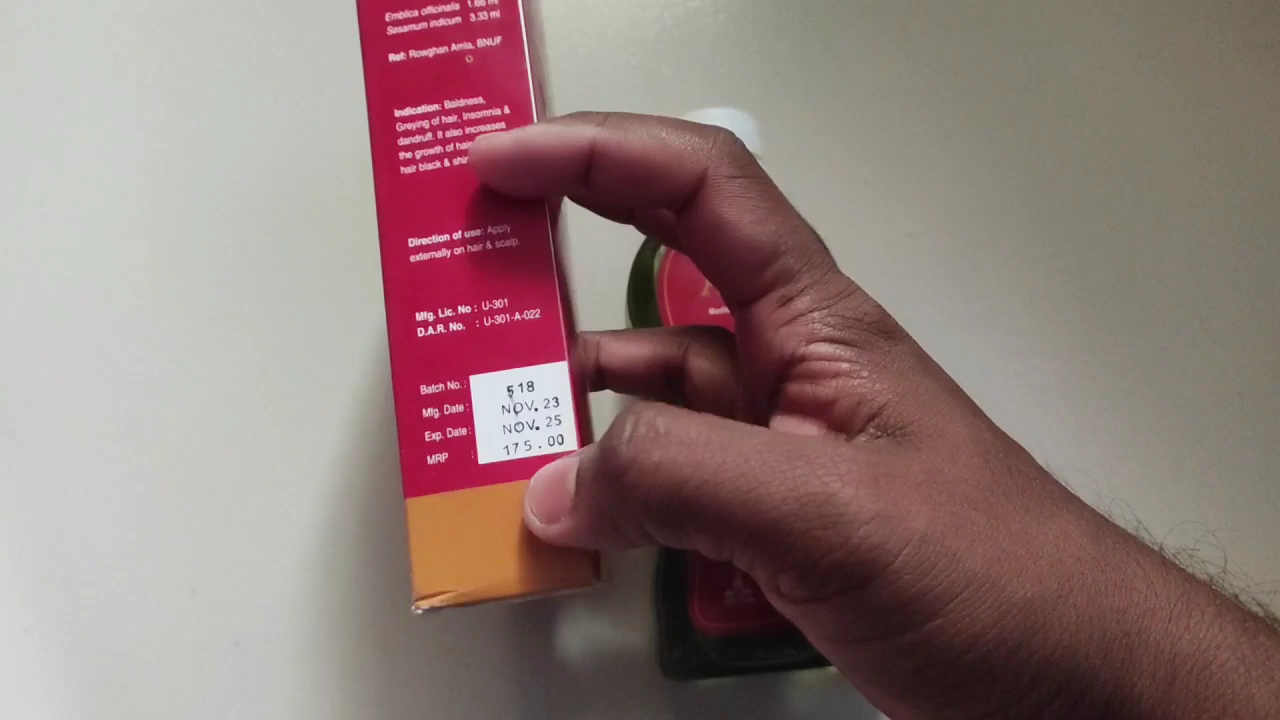 Emblica officinalis 1.66 ml
Sesamum indicum 3.33 ml
Ref: Rowghan Amla, BNUF
Indication: Baldness,
Greying of hair, Insomnia &
dandruff. It also increases
the growth of hair
hair black &
Direction of use: Apply
externally on hair & scalp.
Mfg. Lic. No : U-301
D.A.R. No. : U-301-A-022
Batch No.: 518
Mfg. Date : NOV. 23
Exp. Date : NOV. 25
MRP : 175.00